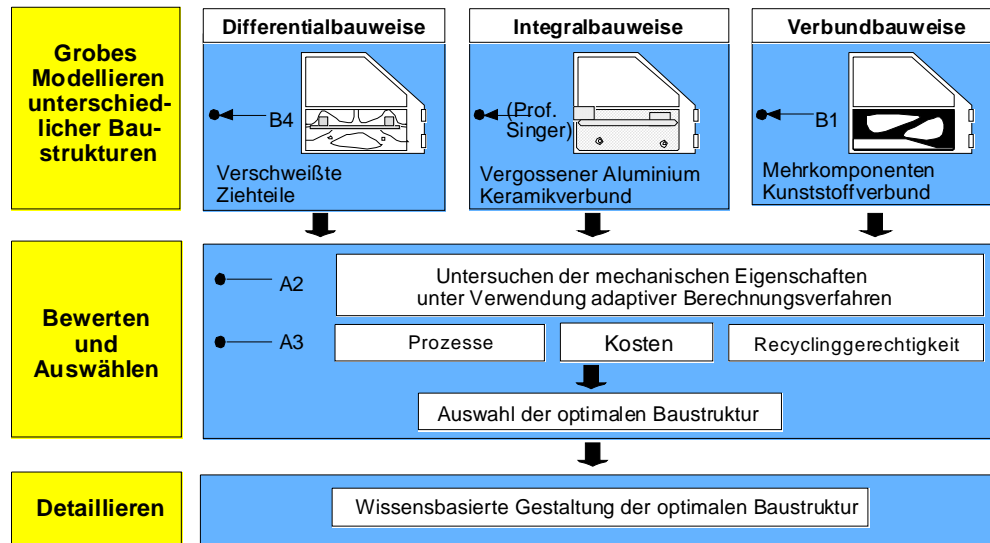 Grobes
Modellieren
unterschied-
licher Bau-
strukturen
Differentialbauweise
B4
Verschweißte
Ziehteile
Integralbauweise
(Prof.
Singer)
Vergossener Aluminium
Keramikverbund
Verbundbauweise
B1
Mehrkomponenten
Kunststoffverbund
Bewerten
und
Auswählen
A2
Untersuchen der mechanischen Eigenschaften
unter Verwendung adaptiver Berechnungsverfahren
A3
Prozesse
Kosten
Recyclinggerechtigkeit
Auswahl der optimalen Baustruktur
Detaillieren
Wissensbasierte Gestaltung der optimalen Baustruktur